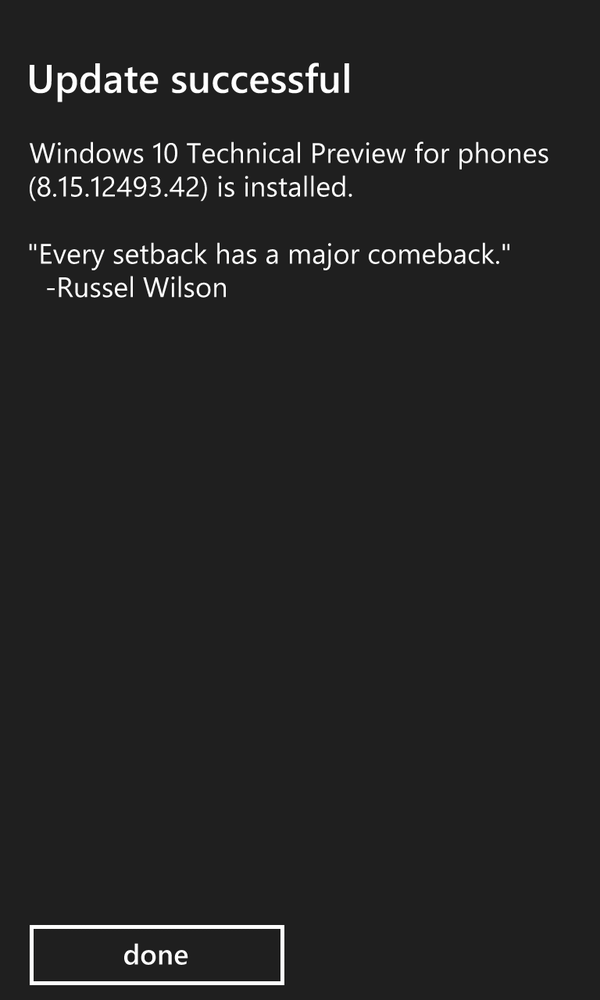 Update successful
Windows 10 Technical Preview for phones
(8.15.12493.42) is installed.
"Every setback has a major comeback."
-Russel Wilson
done